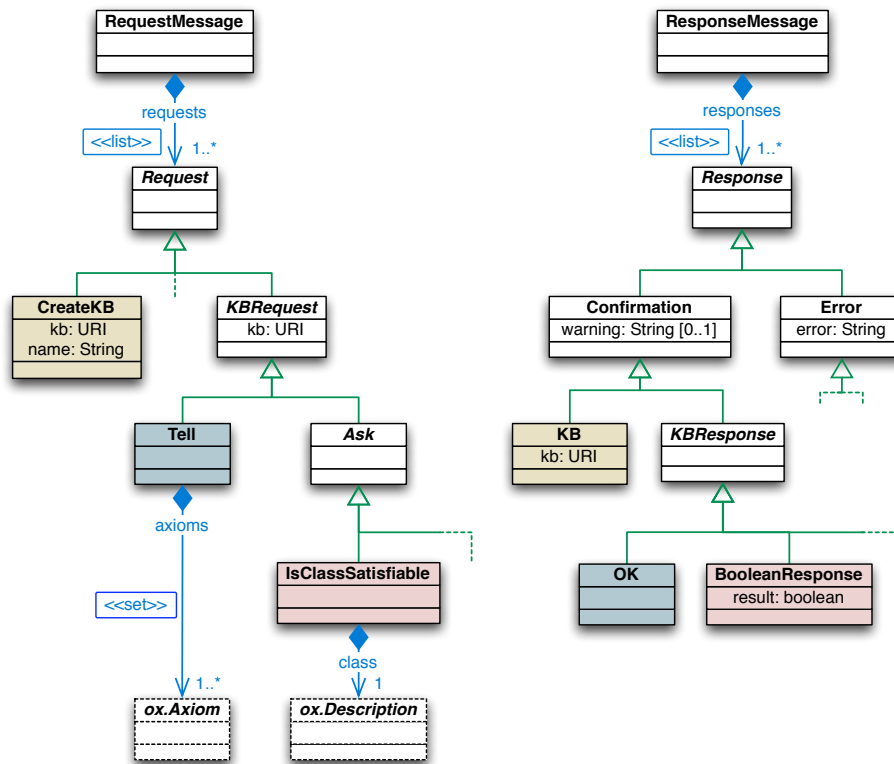 RequestMessage
requests
<<list>>
1..*
Request
CreateKB
kb: URI
name: String
KBRequest
kb: URI
Tell
axioms
<<set>>
1..*
ox.Axiom
Ask
IsClassSatisfiable
class
1
ox.Description
ResponseMessage
responses
<<list>>
1..*
Response
Confirmation
warning: String [0..1]
Error
error: String
KB
kb: URI
KBResponse
OK
BooleanResponse
result: boolean